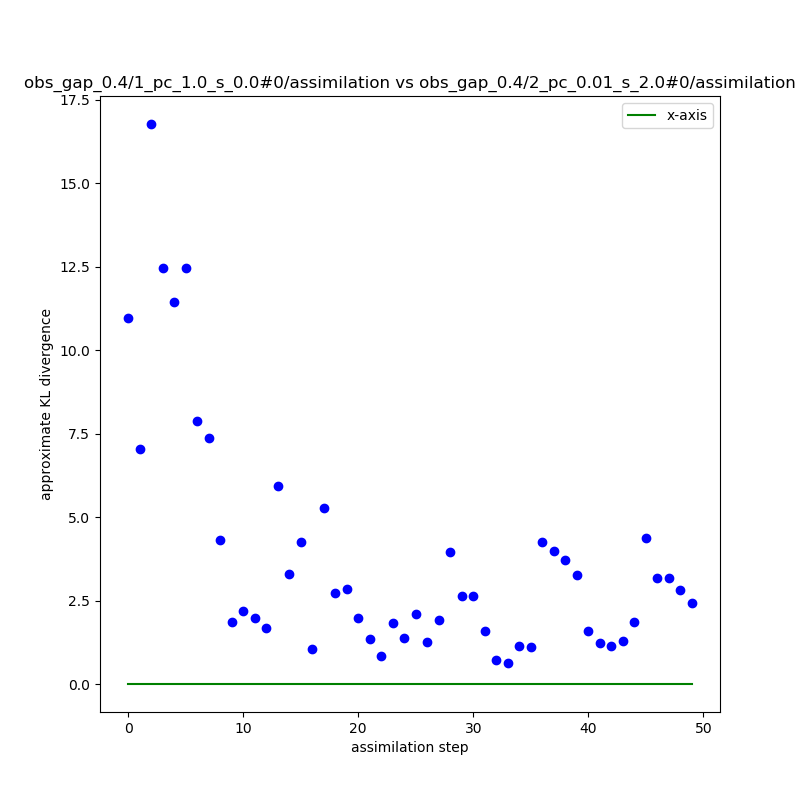 obs_gap_0.4/1_pc_1.0_s_0.0#0/assimilation vs obs_gap_0.4/2_pc_0.01_s_2.0#0/assimilation
17.5
x-axis
15.0
12.5
10.0
approximate KL divergence
7.5
5.0
2.5
0.0
0 10 20 30 40 50
assimilation step